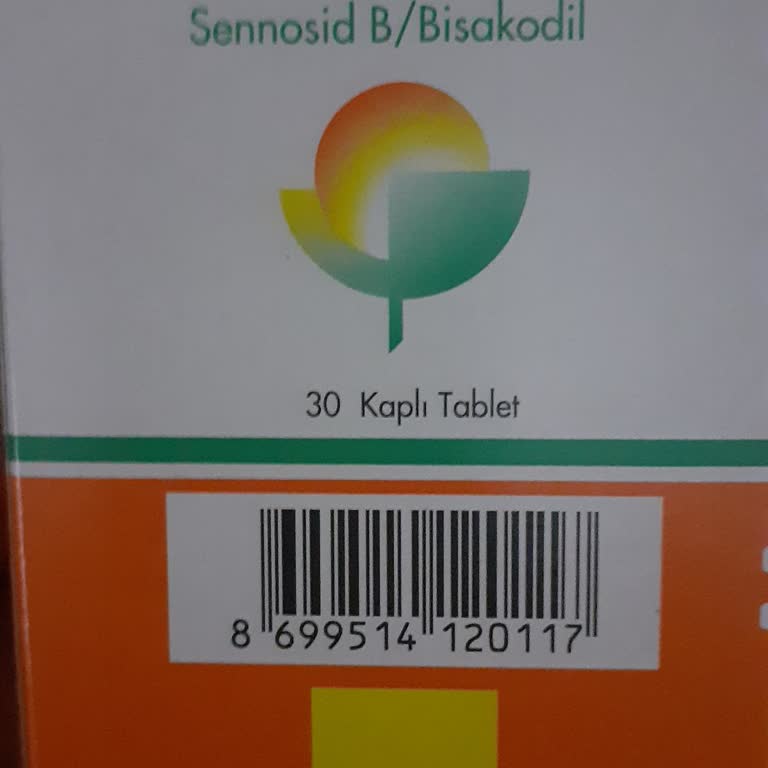 Sennosid B/Bisakodil
30 Kaplı Tablet
8 699514 120117